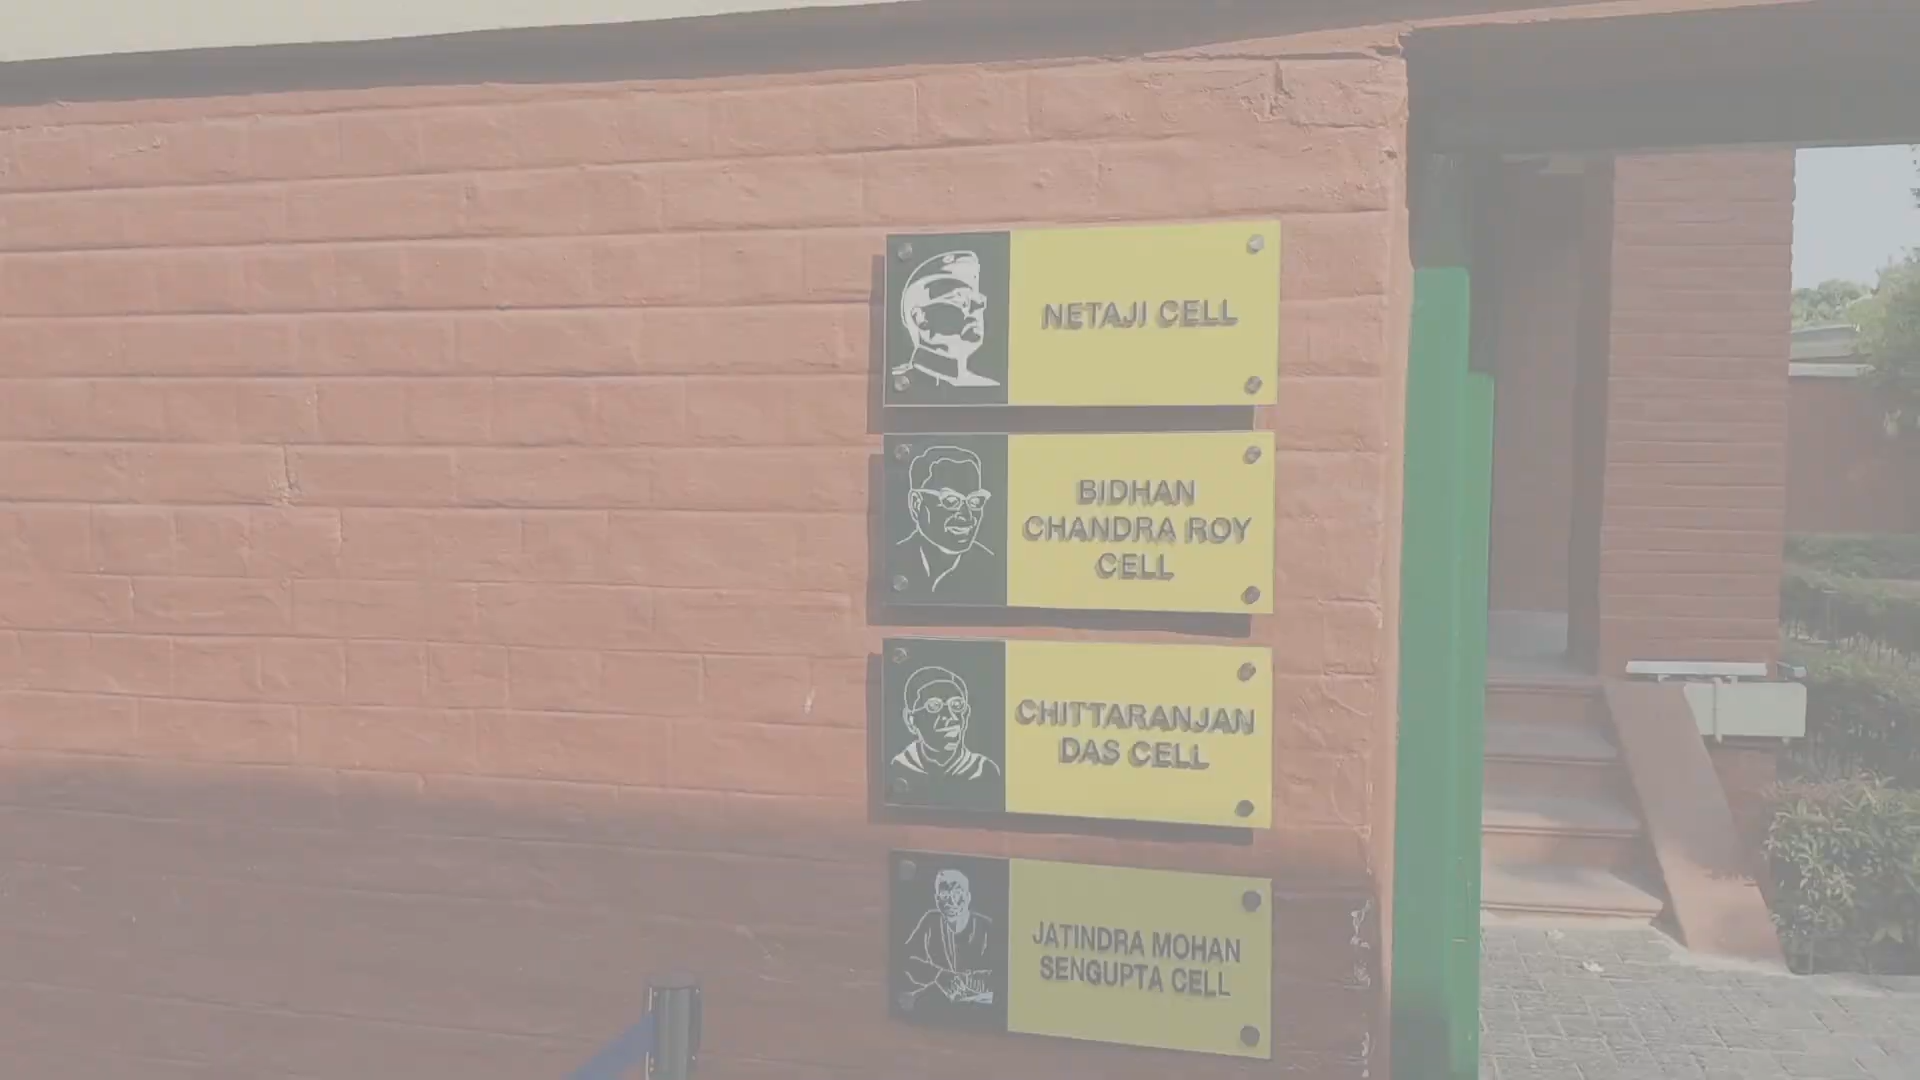 NETAJI CELL
BIDHAN
CHANDRA ROY
CELL
CHITTARANJAN
DAS CELL
JATINDRA MOHAN
SENGUPTA CELL